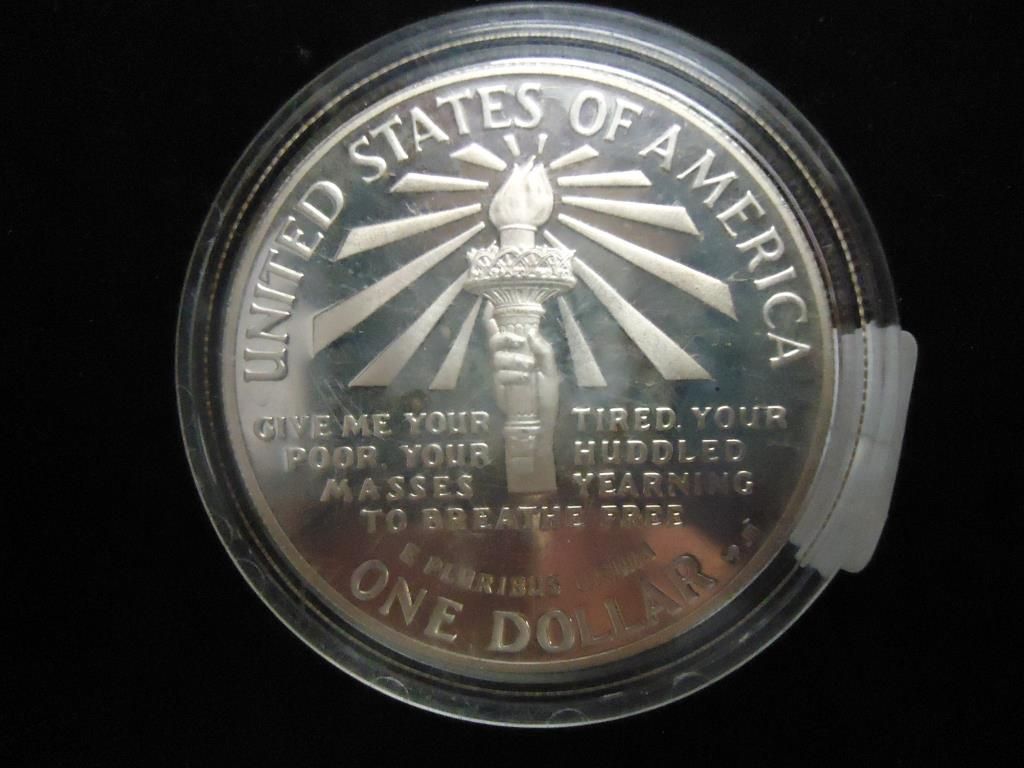 UNITED STATES OF AMERICA
GIVE ME YOUR TIRED, YOUR
POOR, YOUR HUDDLED
MASSES YEARNING
TO BREATHE FREE
E PLURIBUS UNUM
ONE DOLLAR